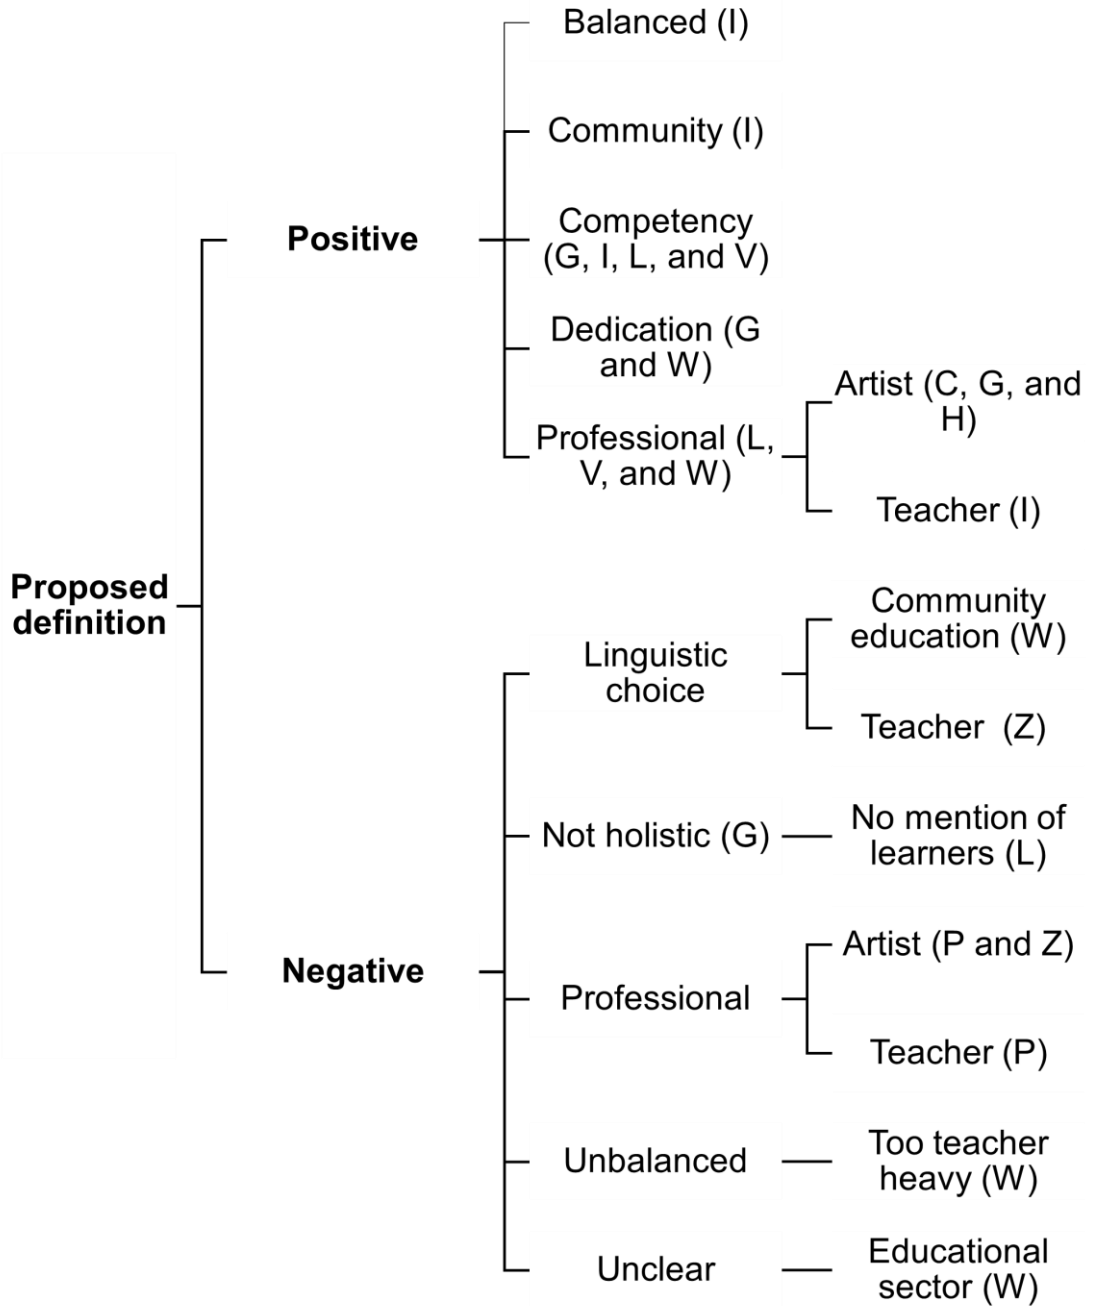 Proposed
definition
Positive
Balanced (I)
Community (I)
Competency
(G, I, L, and V)
Dedication (G
and W)
Professional (L,
V, and W)
Artist (C, G, and
H)
Teacher (I)
Negative
Linguistic
choice
Community
education (W)
Teacher  (Z)
Not holistic (G)
No mention of
learners (L)
Professional
Artist (P and Z)
Teacher (P)
Unbalanced
Too teacher
heavy (W)
Unclear
Educational
sector (W)